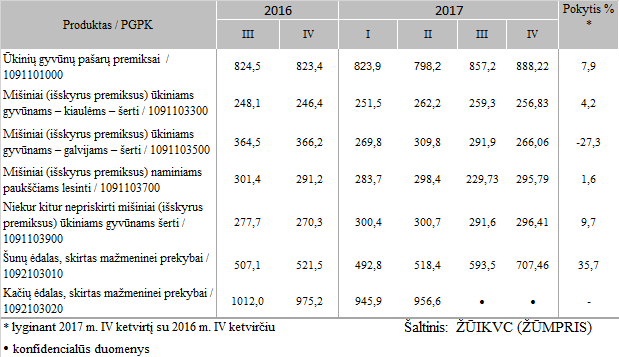 Produktas / PGPK 2016 2017 Pokytis % *
III IV I II III IV
Ūkinių gyvūnų pašarų premiksai /
1091101000 824,5 823,4 823,9 798,2 857,2 888,22 7,9
Mišiniai (išskyrus premiksus) ūkiniams
gyvūnams – kiaulėms – šerti / 1091103300 248,1 246,4 251,5 262,2 259,3 256,83 4,2
Mišiniai (išskyrus premiksus) ūkiniams
gyvūnams – galvijams – šerti / 1091103500 364,5 366,2 269,8 309,8 291,9 266,06 -27,3
Mišiniai (išskyrus premiksus) naminiams
paukščiams lesinti / 1091103700 301,4 291,2 283,7 298,4 229,73 295,79 1,6
Niekur kitur nepriskirti mišiniai (išskyrus
premiksus) ūkiniams gyvūnams šerti /
1091103900 277,7 270,3 300,4 300,7 291,6 296,41 9,7
Šunų ėdalas, skirtas mažmeninei prekybai /
1092103010 507,1 521,5 492,8 518,4 593,5 707,46 35,7
Kačių ėdalas, skirtas mažmeninei prekybai /
1092103020 1012,0 975,2 945,9 956,6 • • -
* lyginant 2017 m. IV ketvirtį su 2016 m. IV ketvirčiu Šaltinis: ŽŪIKVC (ŽŪMPRIS)
• konfidencialūs duomenys